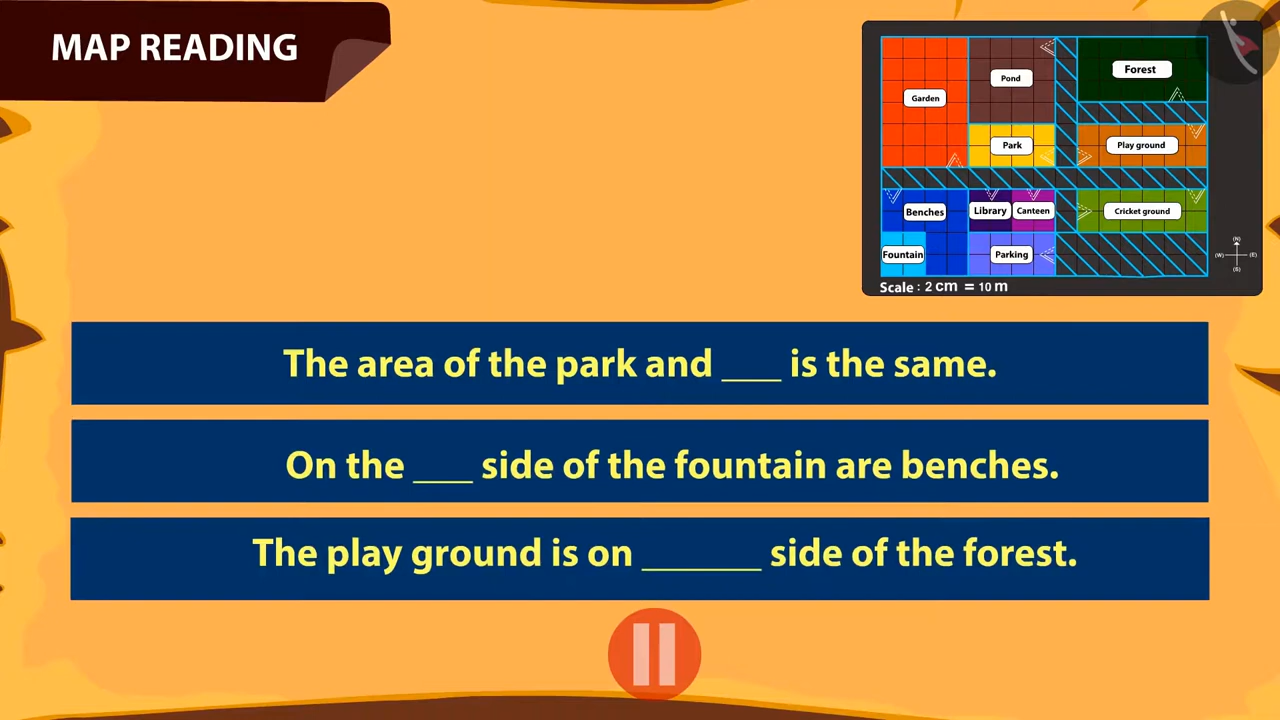 MAP READING
Garden
Pond
Forest
Park
Play ground
Benches
Library
Canteen
Cricket ground
Fountain
Parking
(N)
(W)
(E)
(S)
Scale : 2 cm = 10 m
The area of the park and ___ is the same.
On the ___ side of the fountain are benches.
The play ground is on ______ side of the forest.